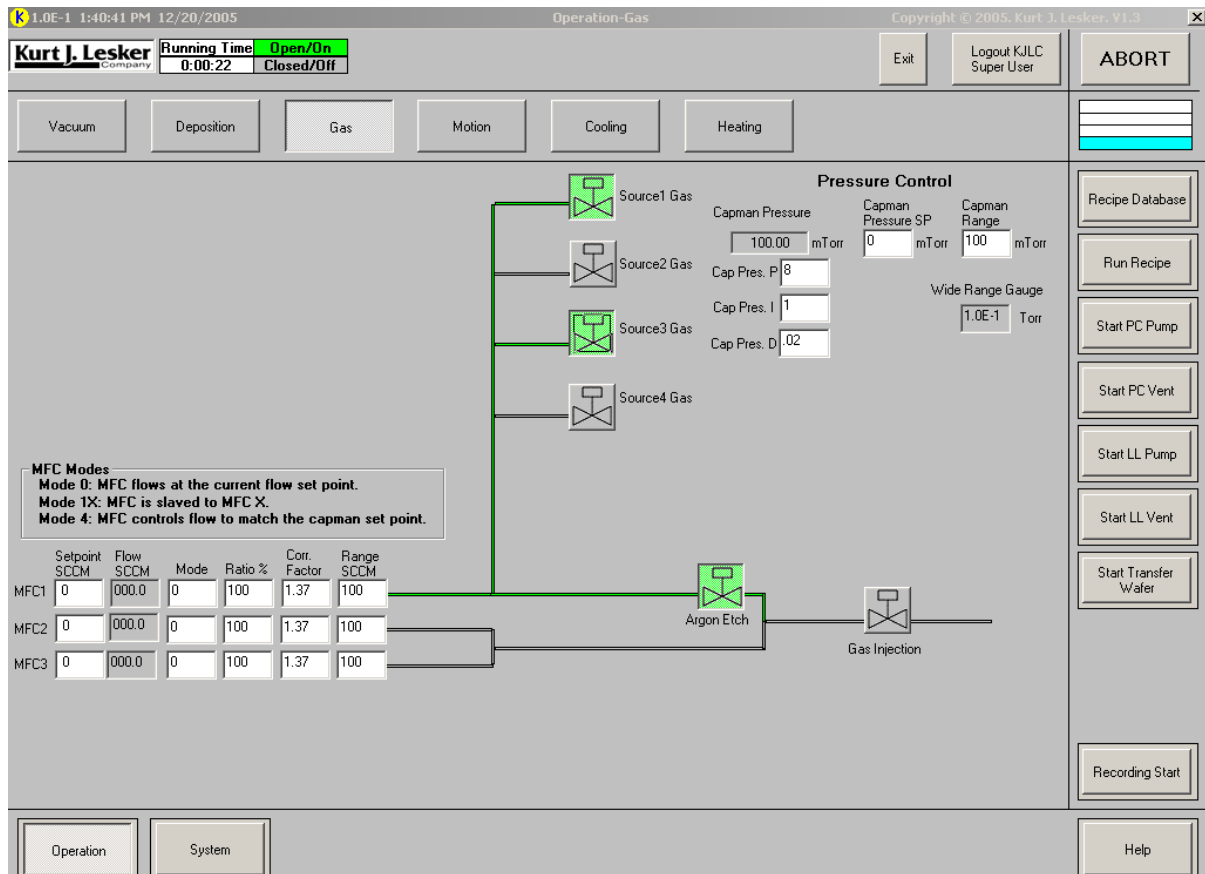 1.0E-1 1:40:41 PM 12/20/2005 Operation-Gas Copyright © 2005. Kurt J. Lesker. V1.3
Kurt J. Lesker
Company
Running Time Open/On
0:00:22 Closed/Off
Exit
Logout KJLC
Super User
ABORT
Vacuum Deposition Gas Motion Cooling Heating
Source1 Gas
Source2 Gas
Source3 Gas
Source4 Gas
Pressure Control
Capman Pressure
100.00 mTorr
Capman
Pressure SP
0 mTorr
Capman
Range
100 mTorr
Cap Pres. P 8
Cap Pres. I 1
Cap Pres. D .02
Wide Range Gauge
1.0E-1 Torr
Recipe Database
Run Recipe
Start PC Pump
Start PC Vent
Start LL Pump
Start LL Vent
Start Transfer
Wafer
MFC Modes
Mode 0: MFC flows at the current flow set point.
Mode 1X: MFC is slaved to MFC X.
Mode 4: MFC controls flow to match the capman set point.
Setpoint Flow Corr. Range
SCCM SCCM Mode Ratio % Factor SCCM
MFC1 0 000.0 0 100 1.37 100
MFC2 0 000.0 0 100 1.37 100
MFC3 0 000.0 0 100 1.37 100
Argon Etch
Gas Injection
Recording Start
Operation System Help